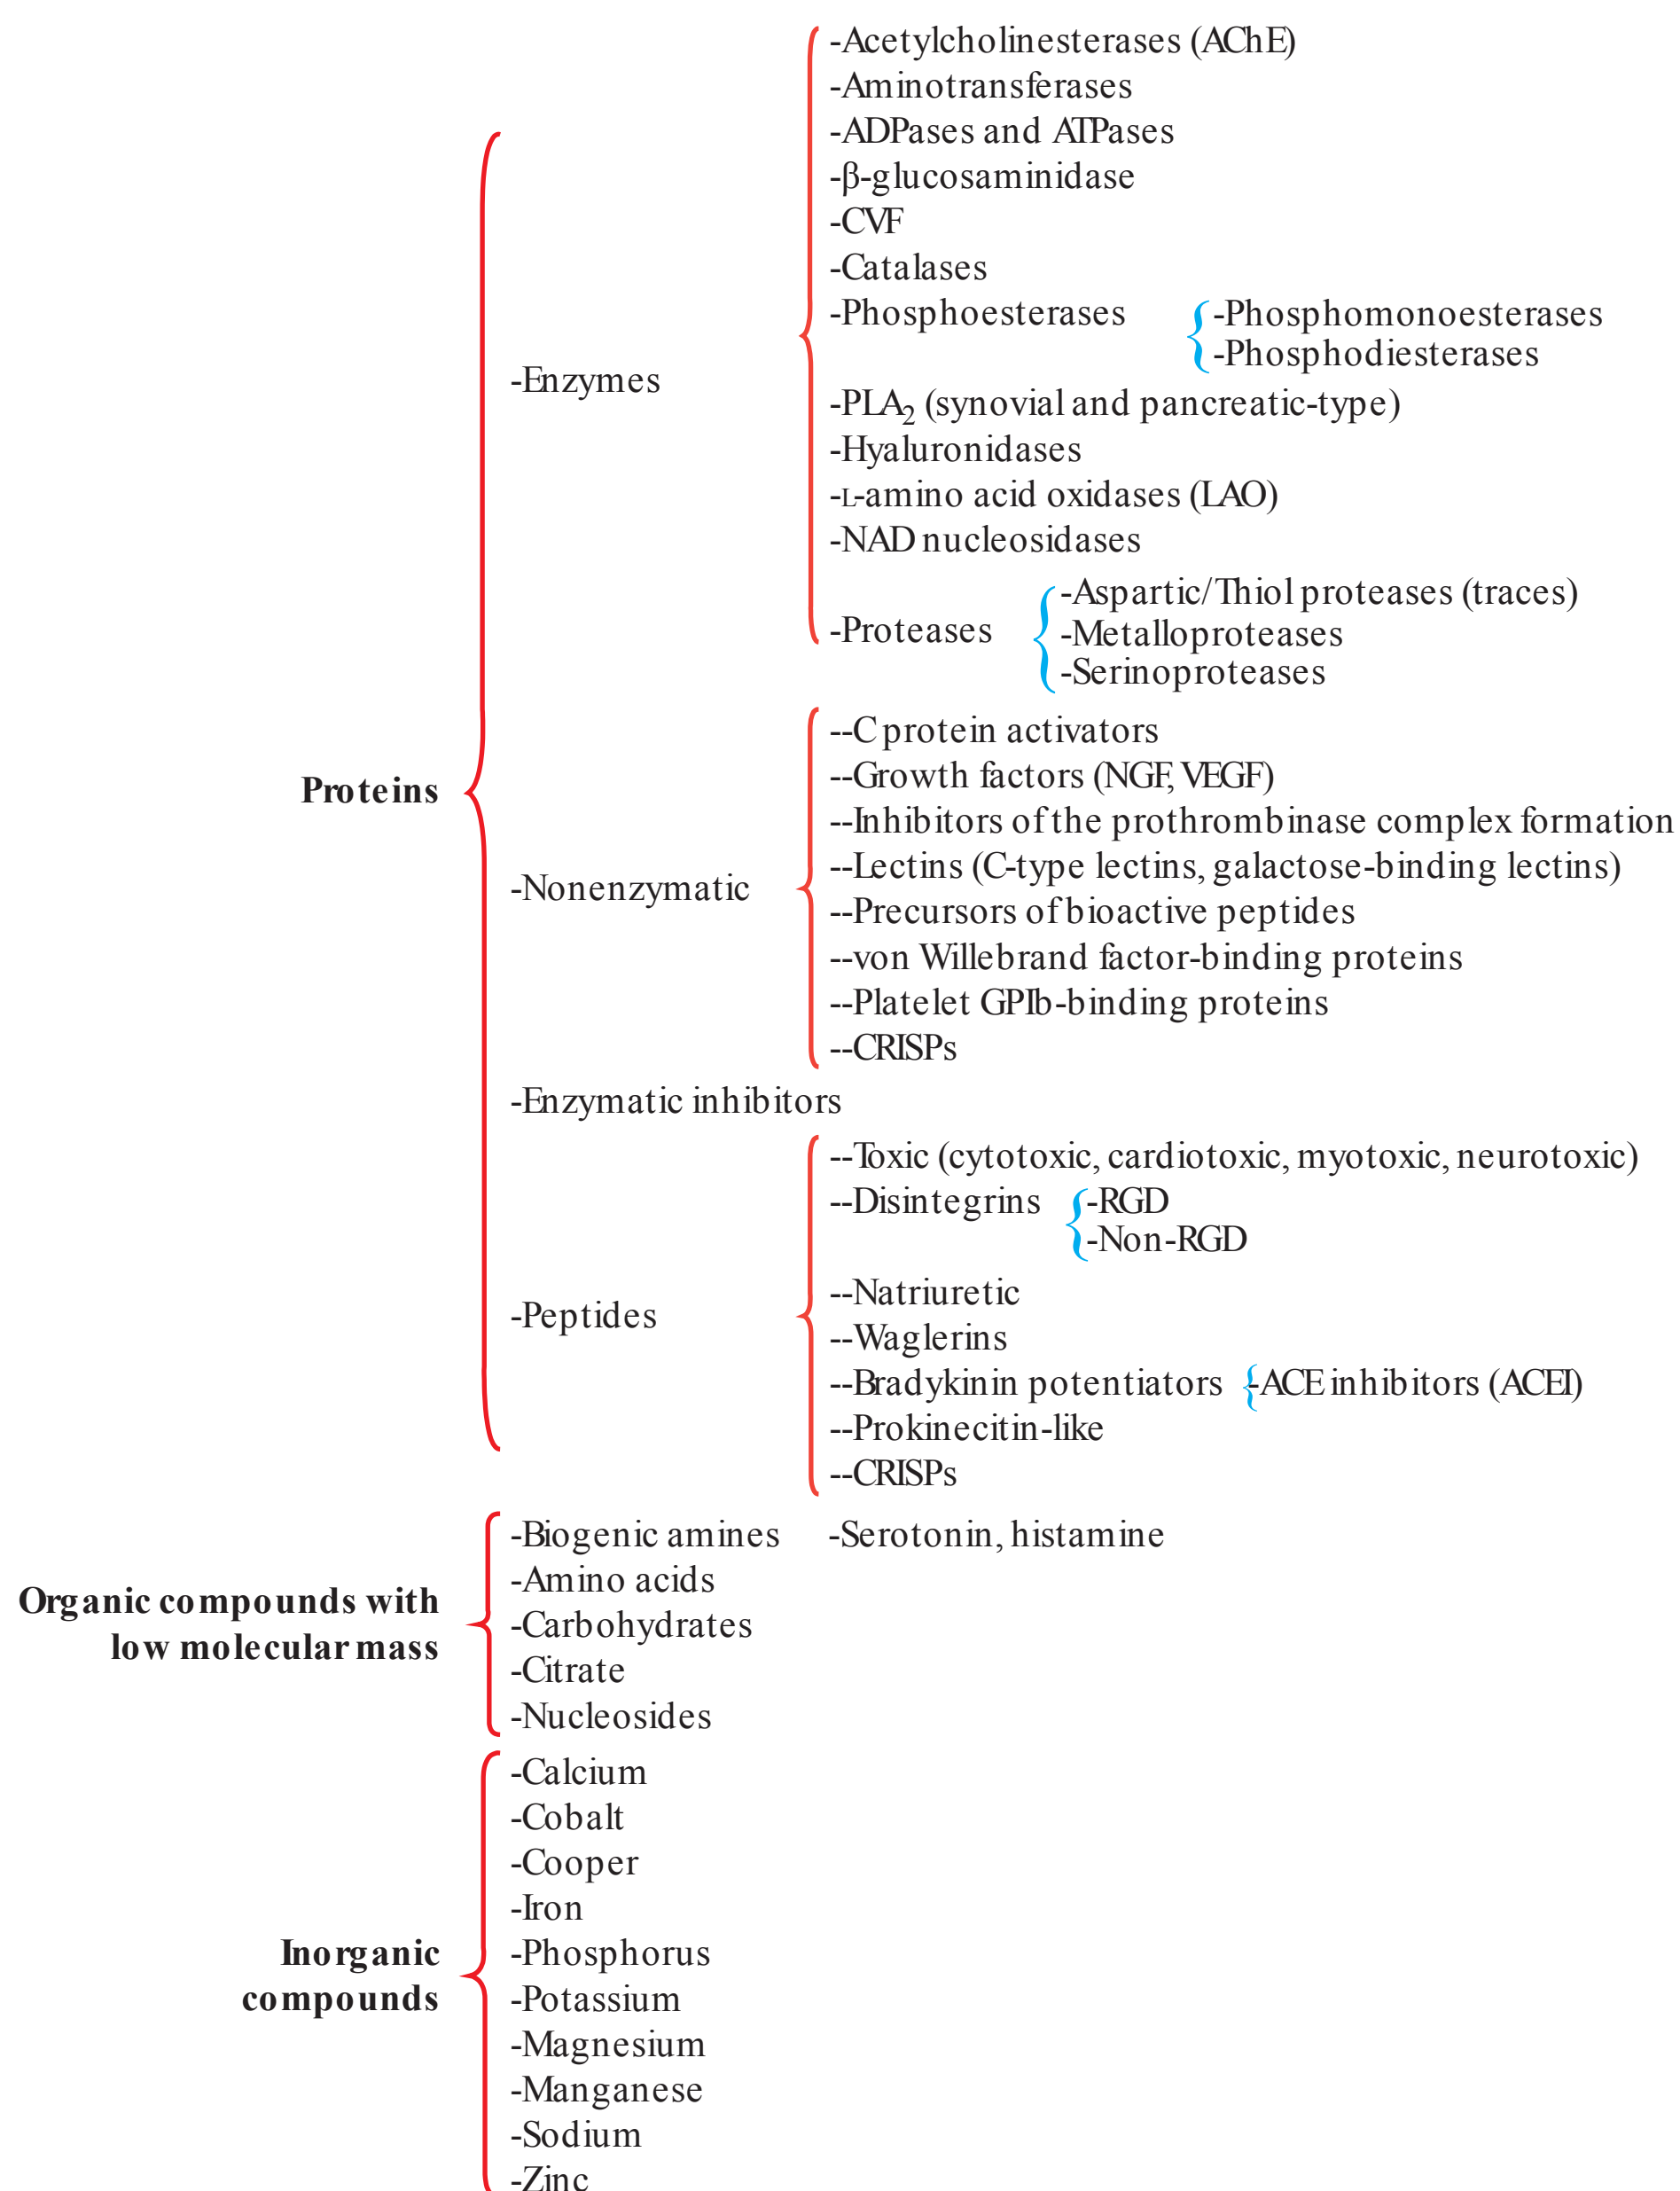 Proteins
-Enzymes
-Acetylcholinesterases (AChE)
-Aminotransferases
-ADPases and ATPases
-β-glucosaminidase
-CVF
-Catalases
-Phosphoesterases
-Phosphomonoesterases
-Phosphodiesterases
-PLA₂ (synovial and pancreatic-type)
-Hyaluronidases
-L-amino acid oxidases (LAO)
-NAD nucleosidases
-Proteases
-Aspartic/Thiol proteases (traces)
-Metalloproteases
-Serinoproteases
-Nonenzymatic
--C protein activators
--Growth factors (NGF, VEGF)
--Inhibitors of the prothrombinase complex formation
--Lectins (C-type lectins, galactose-binding lectins)
--Precursors of bioactive peptides
--von Willebrand factor-binding proteins
--Platelet GPIb-binding proteins
--CRISPs
-Enzymatic inhibitors
-Peptides
--Toxic (cytotoxic, cardiotoxic, myotoxic, neurotoxic)
--Disintegrins
-RGD
-Non-RGD
--Natriuretic
--Waglerins
--Bradykinin potentiators
-ACE inhibitors (ACEI)
--Prokinecitin-like
--CRISPs
Organic compounds with
low molecular mass
-Biogenic amines
-Serotonin, histamine
-Amino acids
-Carbohydrates
-Citrate
-Nucleosides
Inorganic
compounds
-Calcium
-Cobalt
-Cooper
-Iron
-Phosphorus
-Potassium
-Magnesium
-Manganese
-Sodium
-Zinc